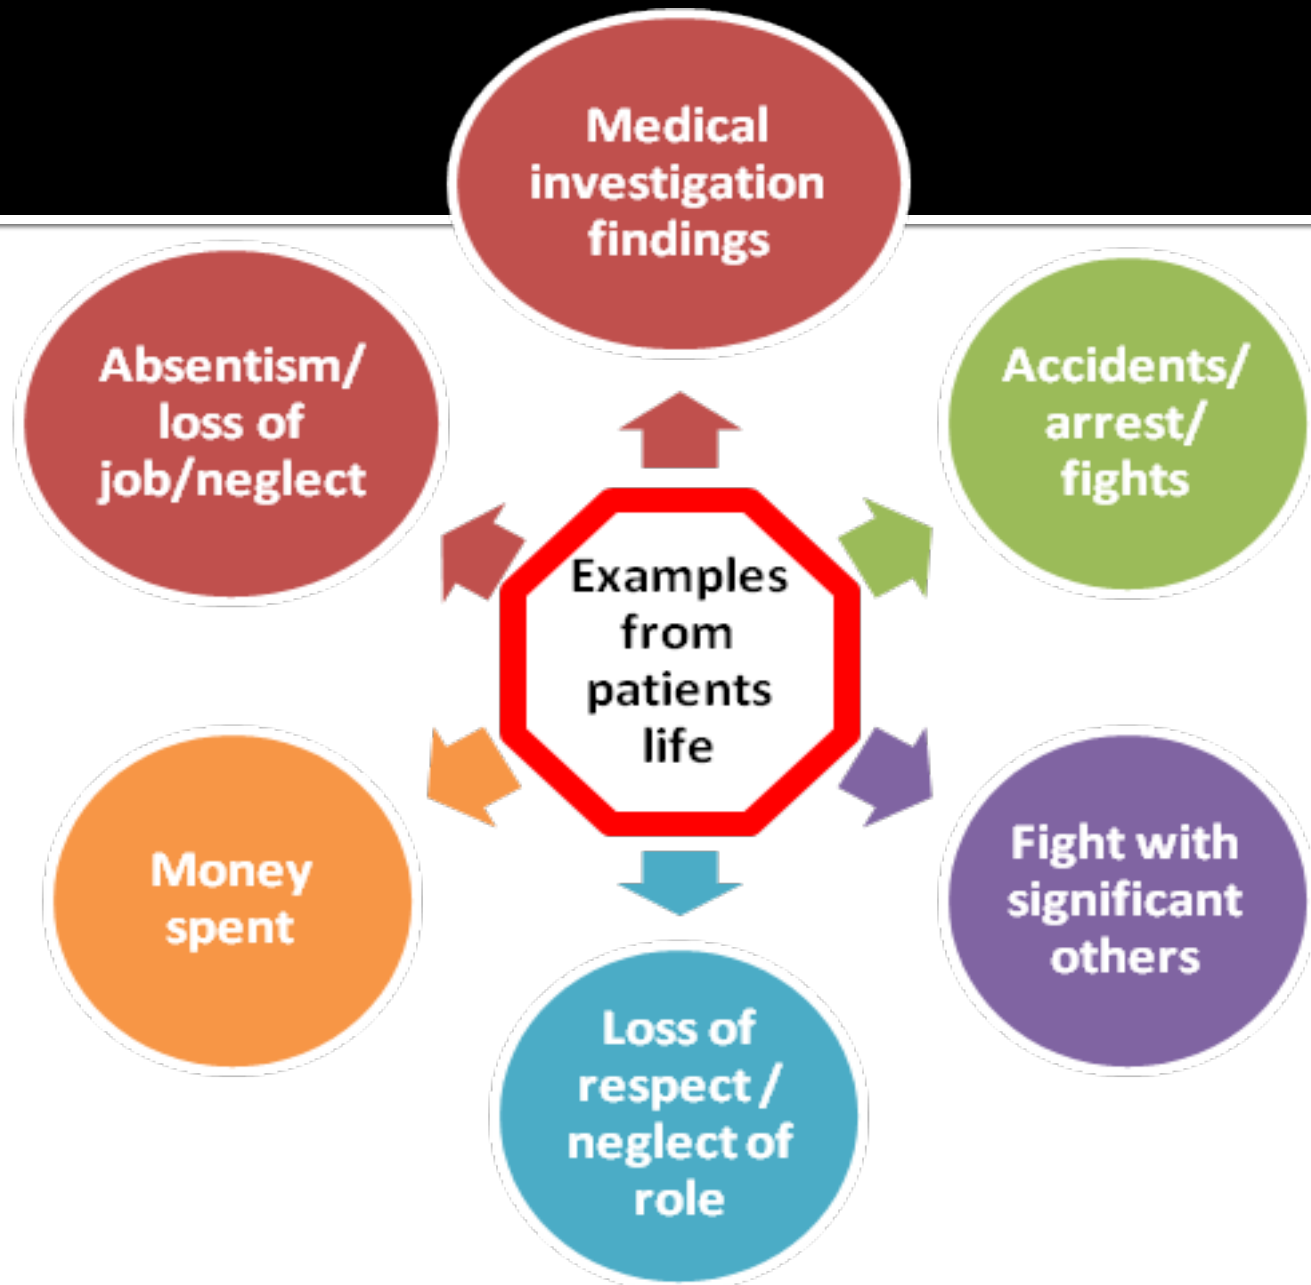 Medical
investigation
findings
Absentism/
loss of
job/neglect
Accidents/
arrest/
fights
Examples
from
patients
life
Money
spent
Fight with
significant
others
Loss of
respect /
neglect of
role